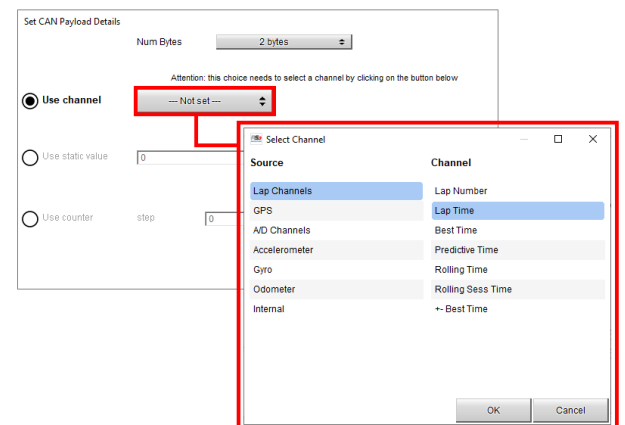 Set CAN Payload Details
Num Bytes 2 bytes
Attention: this choice needs to select a channel by clicking on the button below
Use channel --- Not set ---
Select Channel
Source Channel
Use static value 0
Lap Channels Lap Number
GPS Lap Time
A/D Channels Best Time
Use counter step 0
Accelerometer Predictive Time
Gyro Rolling Time
Odometer Rolling Sess Time
Internal +- Best Time
OK Cancel